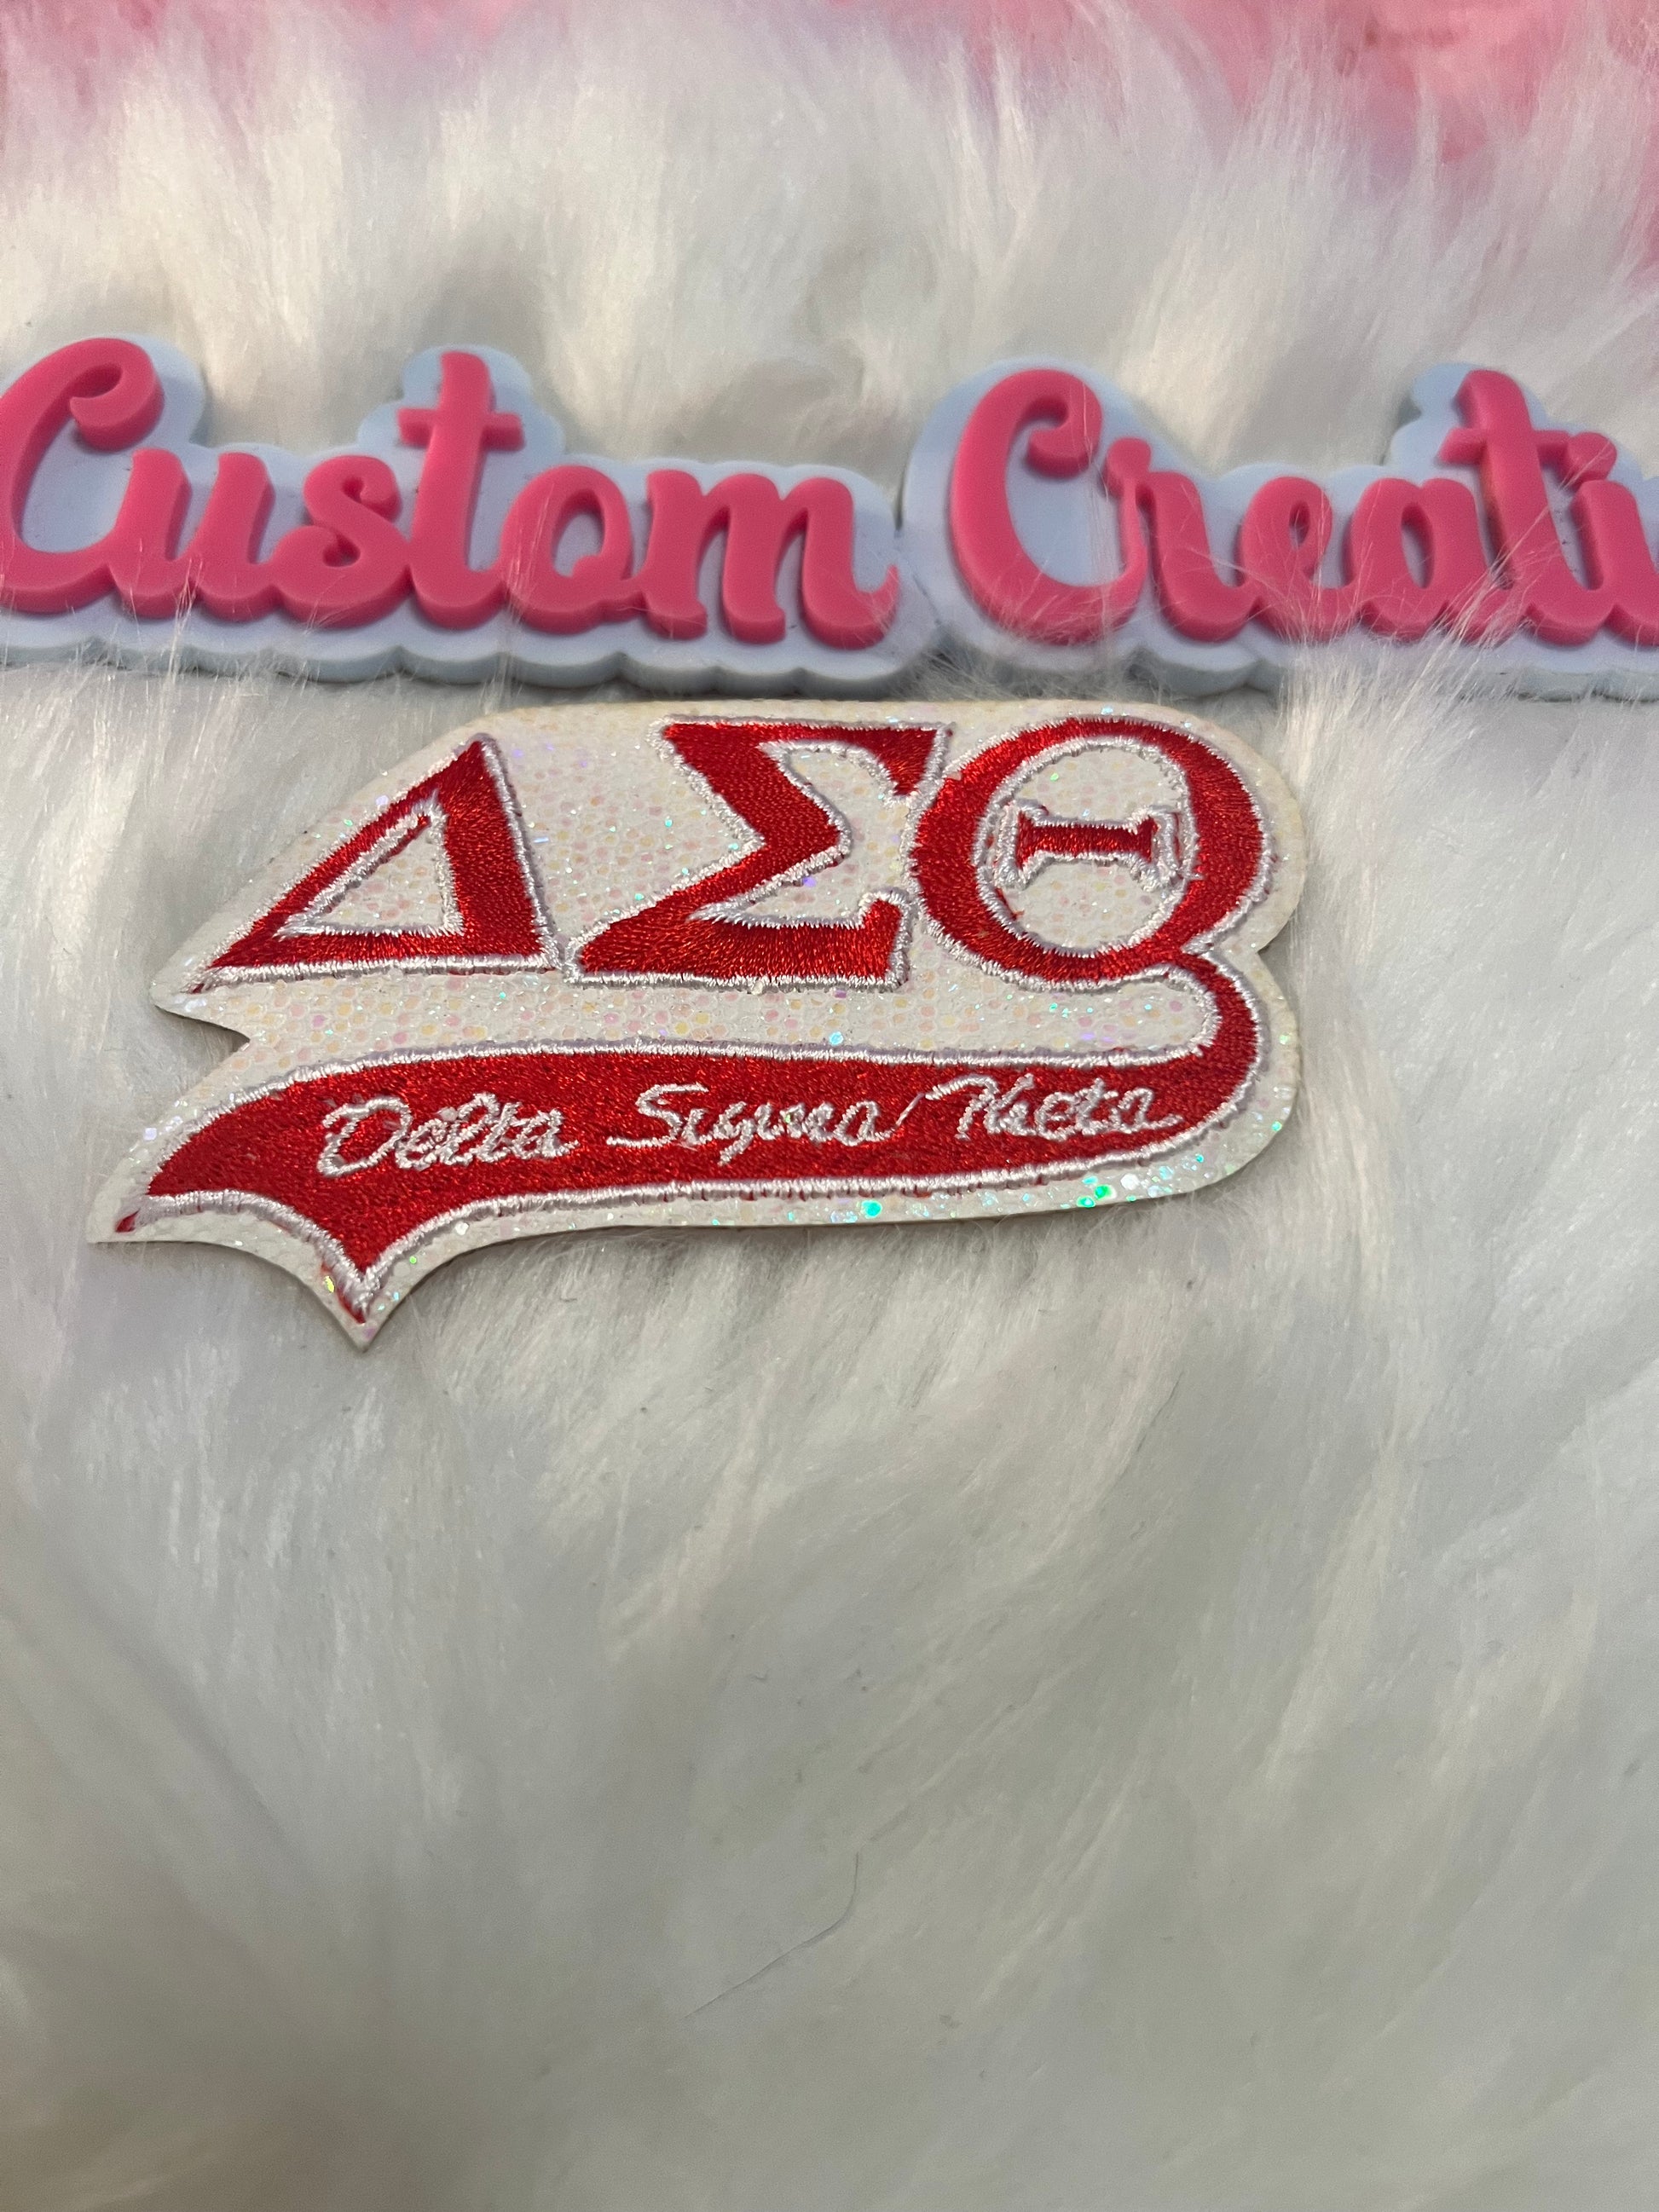 Custom Creati
ΔΣΘ
Delta Sigma Theta